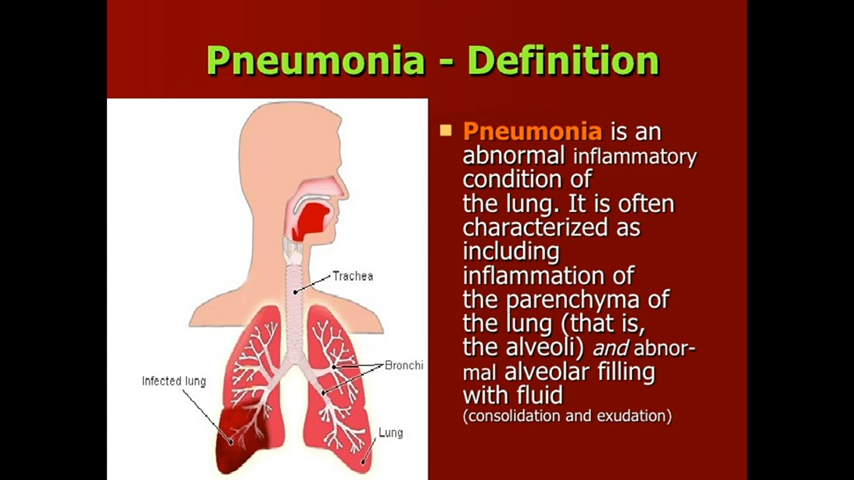 Pneumonia - Definition
Pneumonia is an
abnormal inflammatory
condition of
the lung. It is often
characterized as
including
inflammation of
the parenchyma of
the lung (that is,
the alveoli) and abnor-
mal alveolar filling
with fluid
(consolidation and exudation)
Trachea
Bronchi
Infected lung
Lung